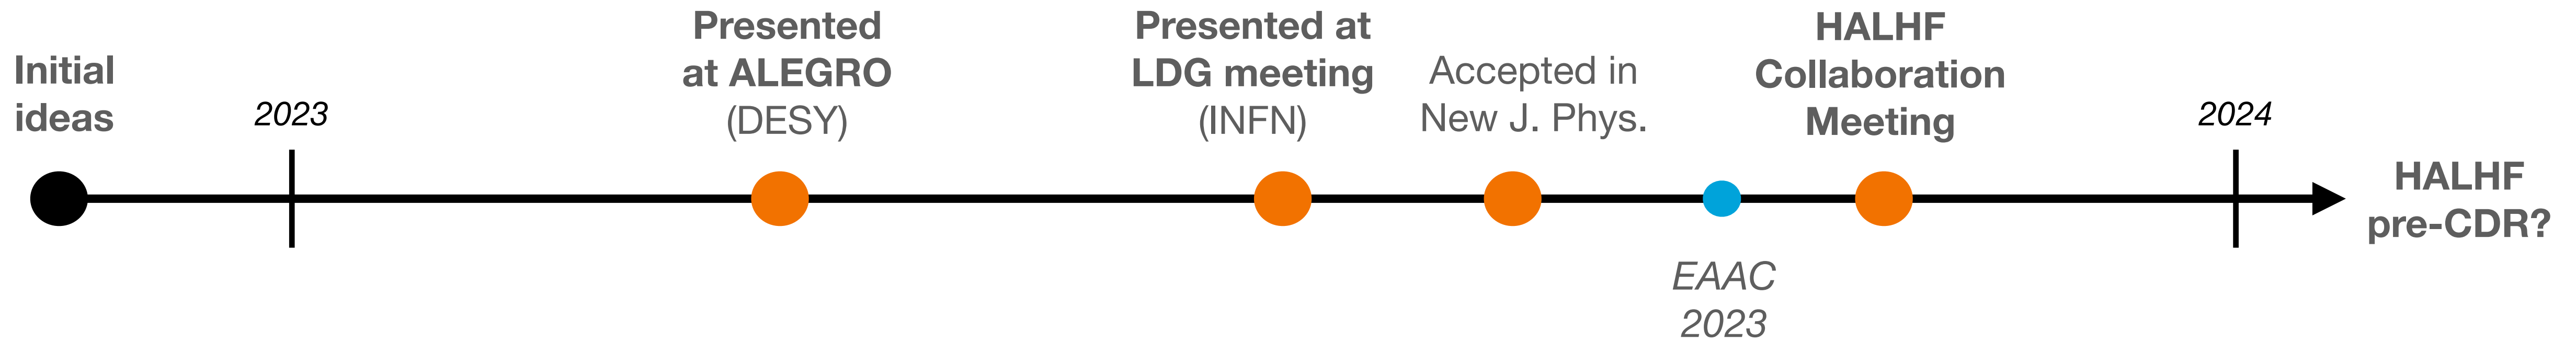 Initial
ideas
2023
Presented
at ALEGRO
(DESY)
Presented at
LDG meeting
(INFN)
Accepted in
New J. Phys.
EAAC
2023
HALHF
Collaboration
Meeting
2024
HALHF
pre-CDR?